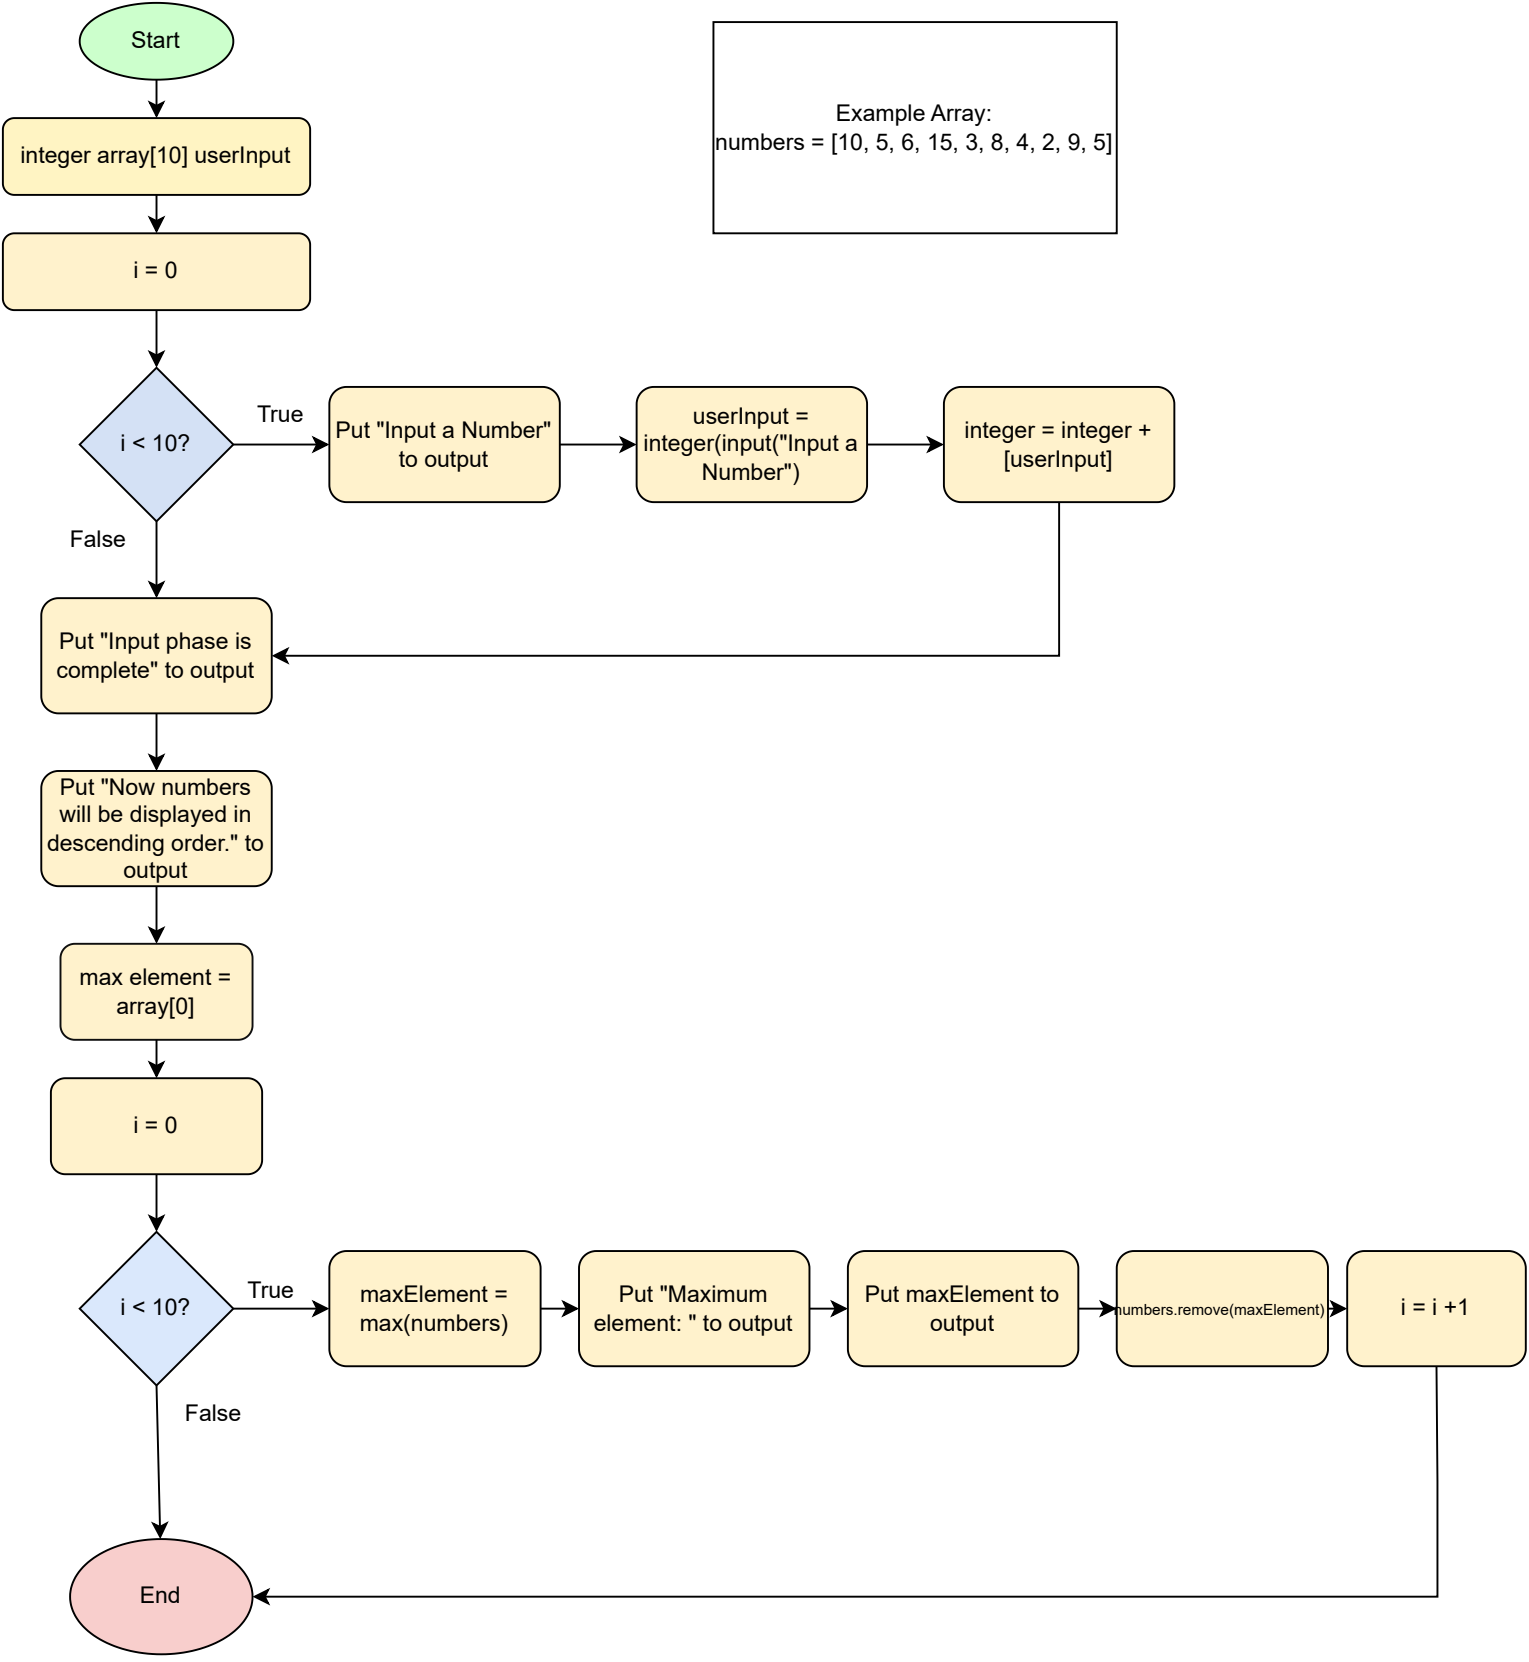 Start
Example Array:
numbers = [10, 5, 6, 15, 3, 8, 4, 2, 9, 5]
integer array[10] userInput
i = 0
i < 10?
True
Put "Input a Number"
to output
userInput =
integer(input("Input a
Number")
integer = integer +
[userInput]
False
Put "Input phase is
complete" to output
Put "Now numbers
will be displayed in
descending order." to
output
max element =
array[0]
i = 0
i < 10?
True
maxElement =
max(numbers)
Put "Maximum
element: " to output
Put maxElement to
output
numbers.remove(maxElement)
i = i +1
False
End